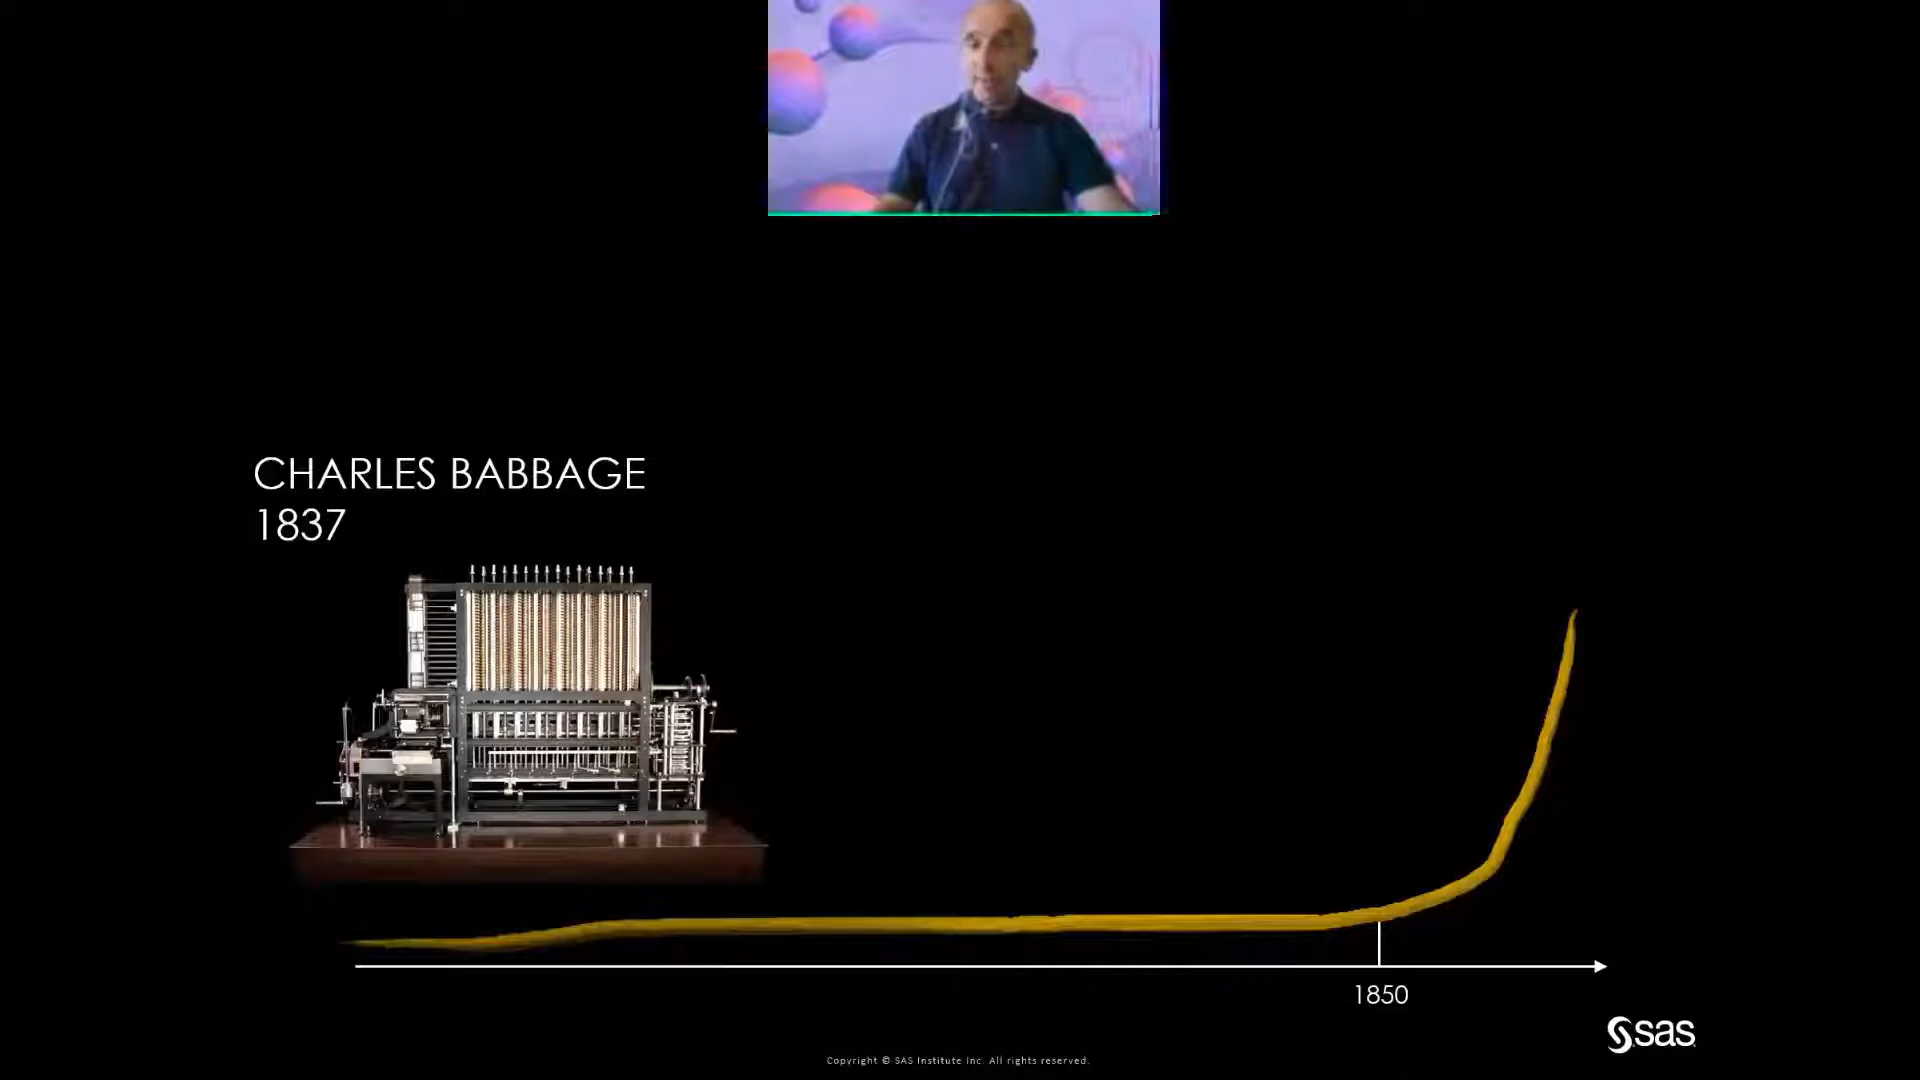 CHARLES BABBAGE
1837
1850
sas
Copyright © SAS Institute Inc. All rights reserved.